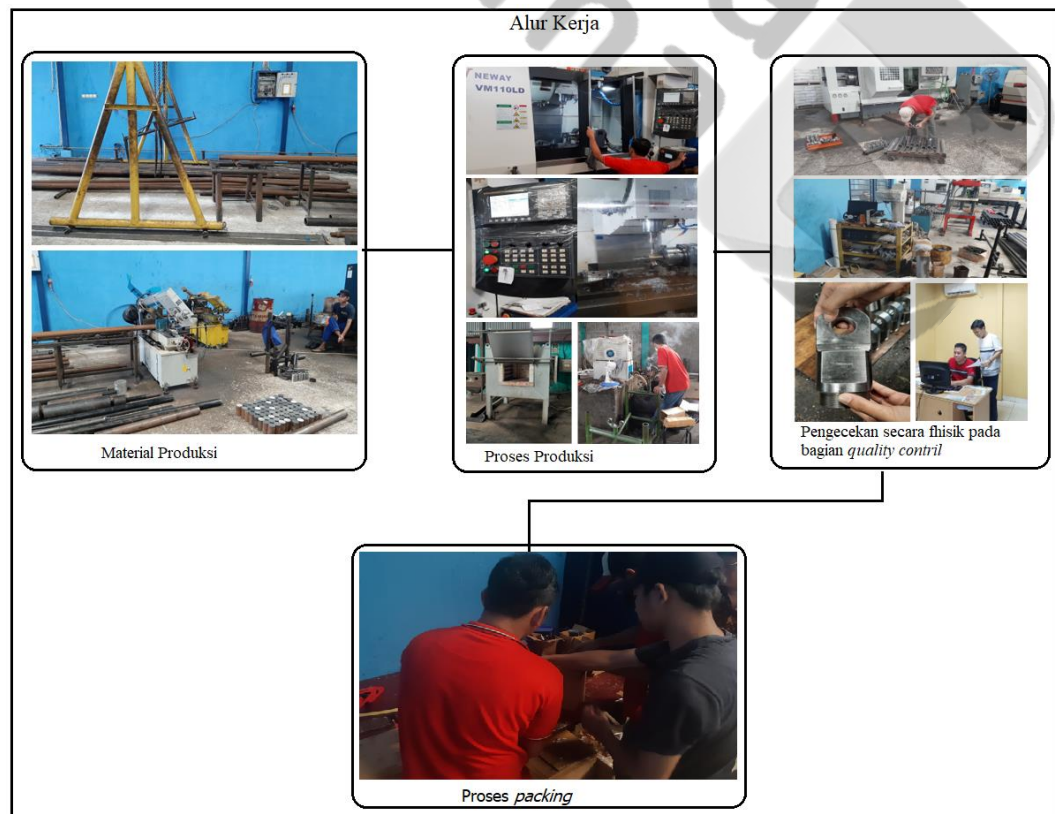 Alur Kerja
NEWAY
VM110LD
Material Produksi
Proses Produksi
Pengecekan secara fhisik pada
bagian quality contril
Proses packing